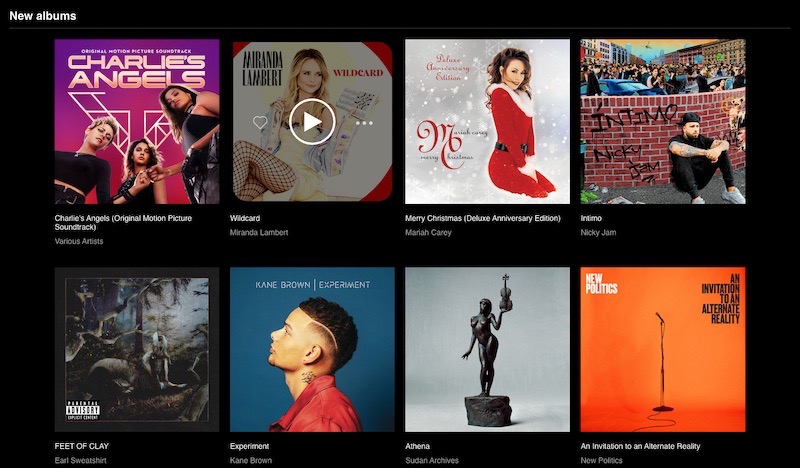 New albums
ORIGINAL MOTION PICTURE SOUNDTRACK
CHARLIE'S
ANGELS
MIRANDA
LAMBERT
WILDCARD
Deluxe
Anniversary
Edition
Mariah carey
merry Christmas
ÍNTIMO
NICKY
JAM
Charlie's Angels (Original Motion Picture
Soundtrack)
Various Artists
Wildcard
Miranda Lambert
Merry Christmas (Deluxe Anniversary Edition)
Mariah Carey
Intimo
Nicky Jam
PARENTAL
ADVISORY
EXPLICIT CONTENT
KANE BROWN | EXPERIMENT
NEW
POLITICS
AN
INVITATION
TO AN
ALTERNATE
REALITY
FEET OF CLAY
Earl Sweatshirt
Experiment
Kane Brown
Athena
Sudan Archives
An Invitation to an Alternate Reality
New Politics